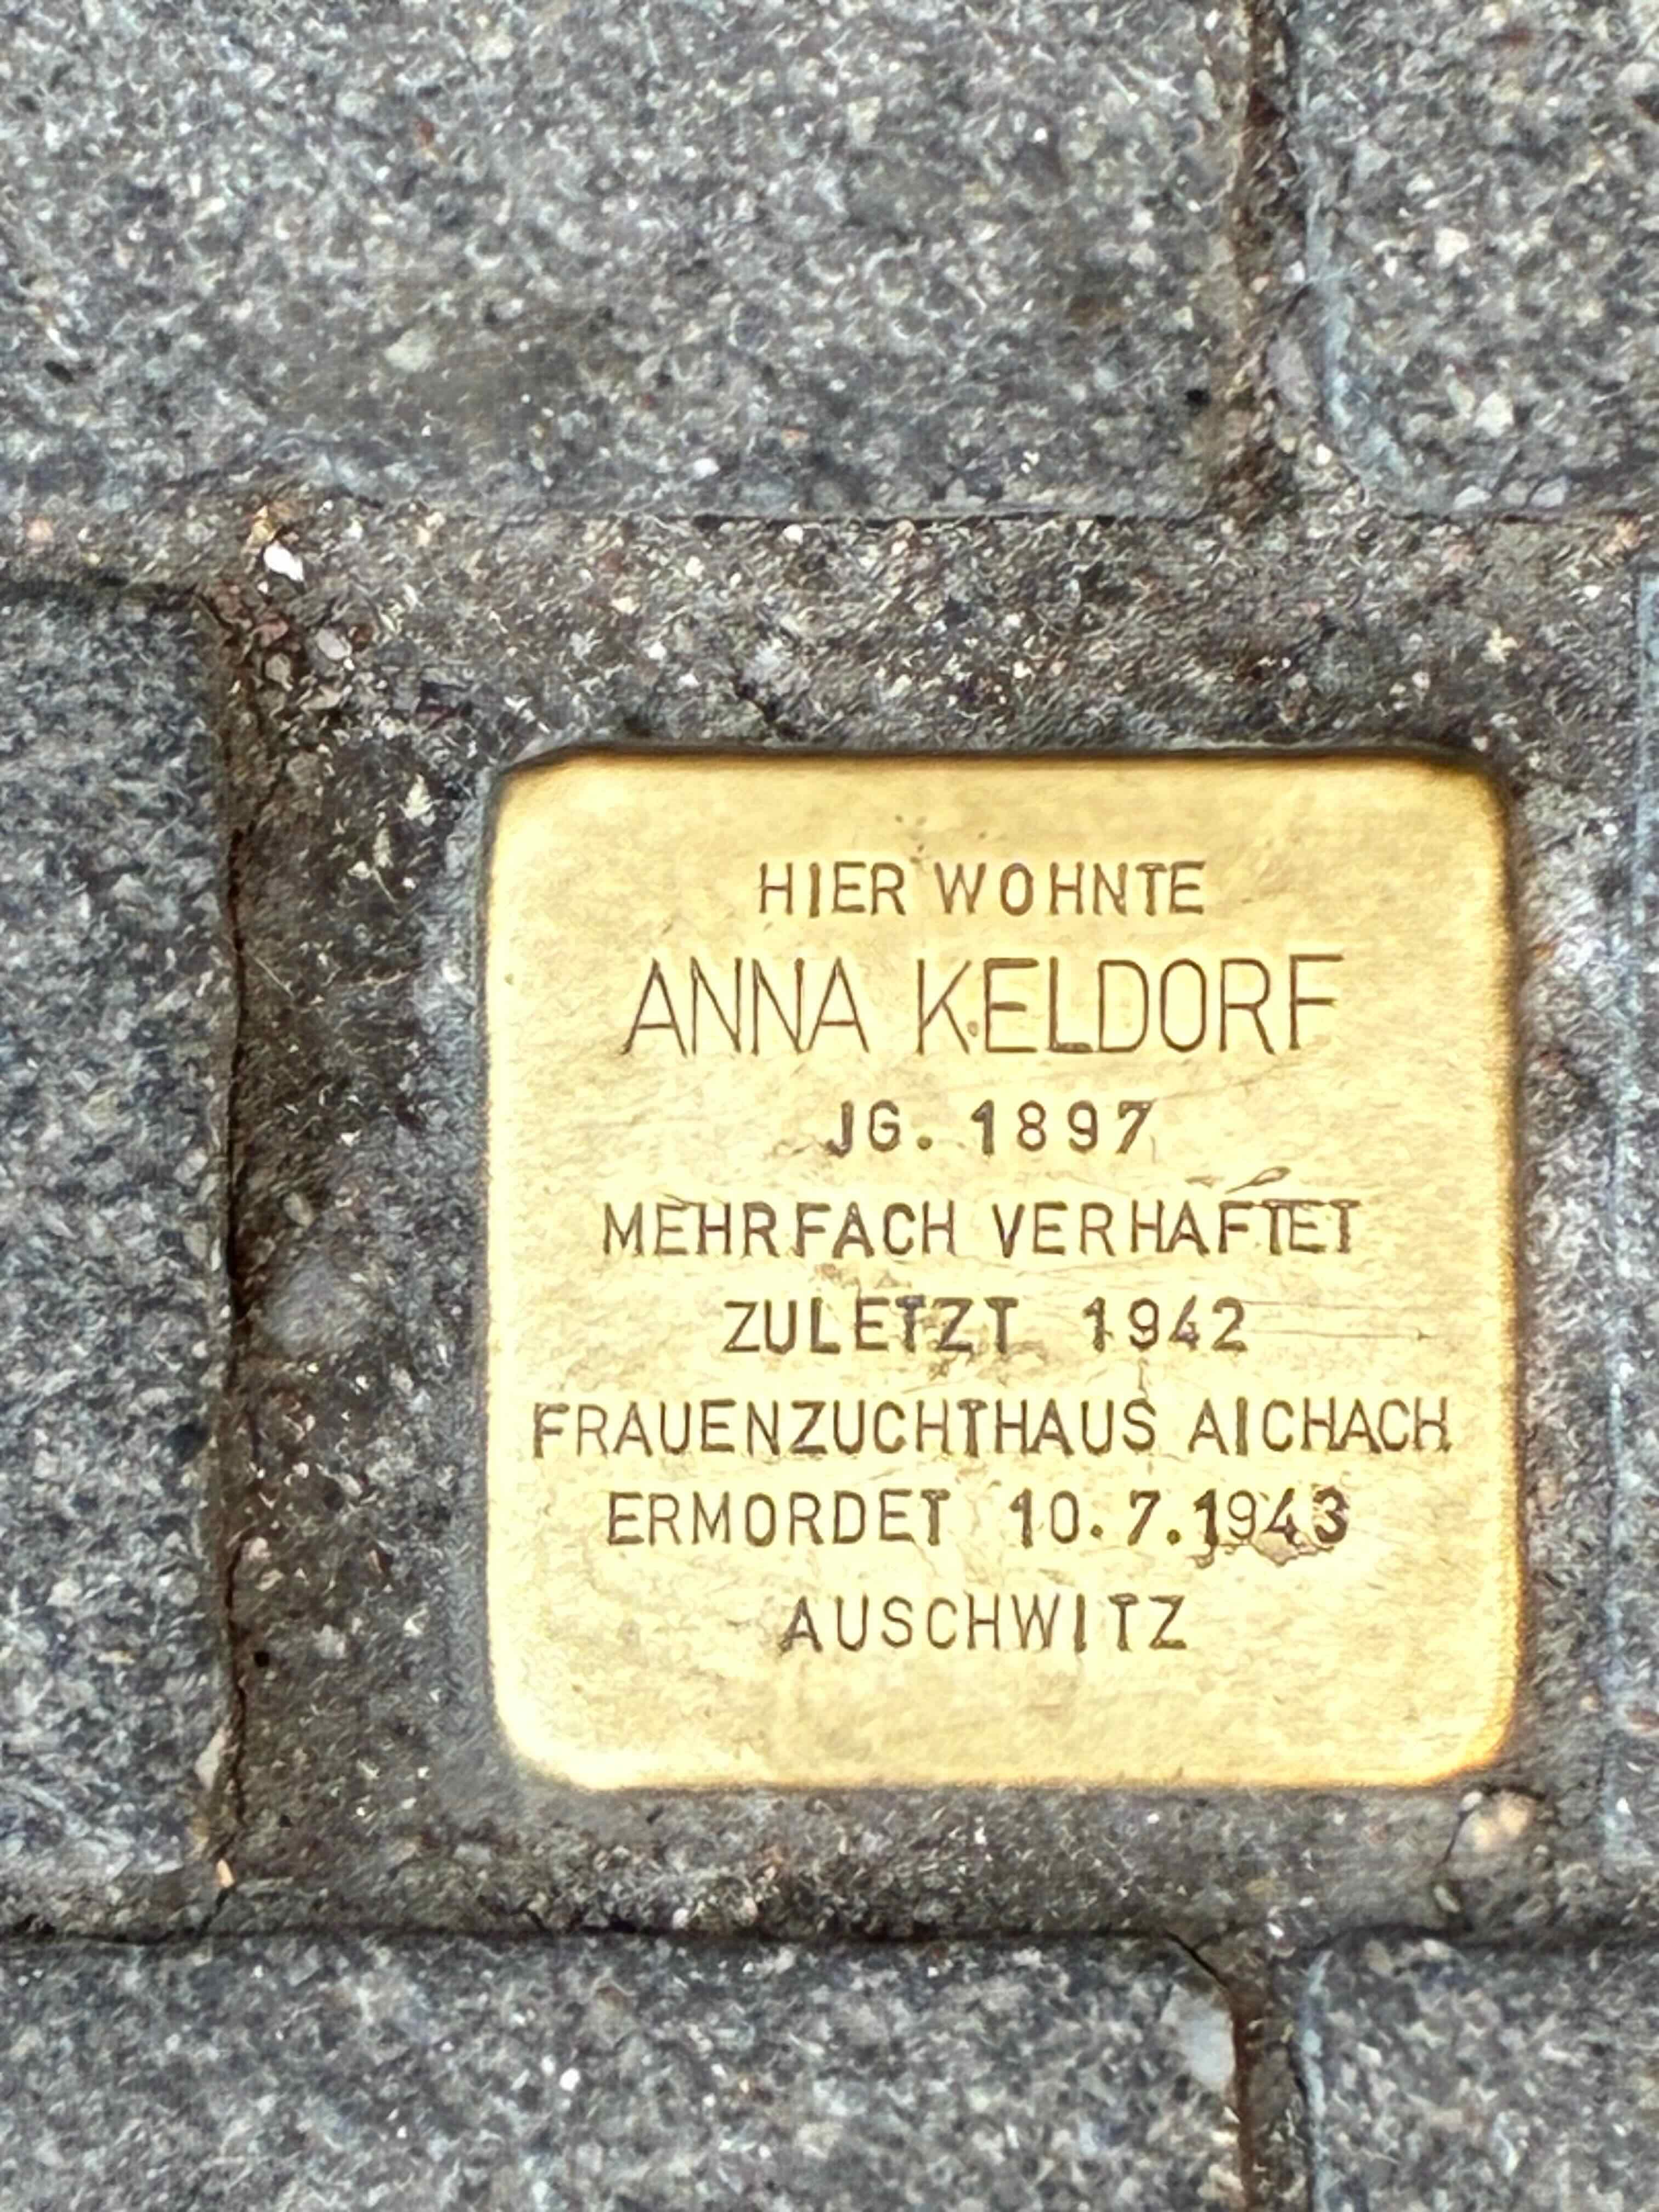 HIER WOHNTE
ANNA KELDORF
JG. 1897
MEHRFACH VERHAFTET
ZULETZT 1942
FRAUENZUCHTHAUS AICHACH
ERMORDET 10.7.1943
AUSCHWITZ